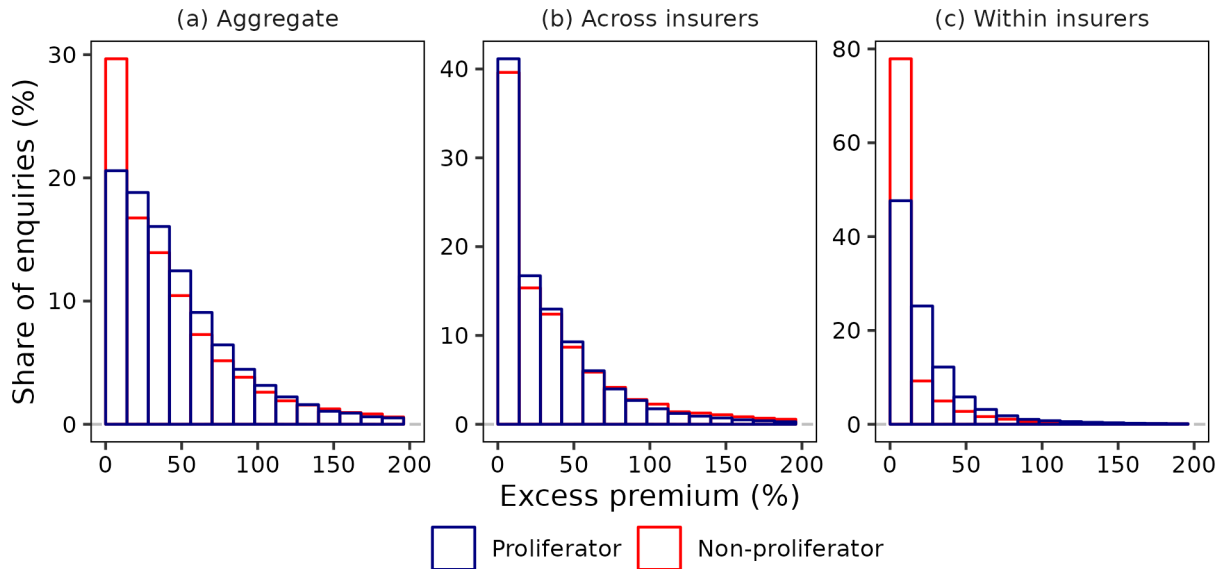 (a) Aggregate
(b) Across insurers
(c) Within insurers
Share of enquiries (%)
30
20
10
0
40
30
20
10
0
80
60
40
20
0
0 50 100 150 200
0 50 100 150 200
0 50 100 150 200
Excess premium (%)
Proliferator
Non-proliferator